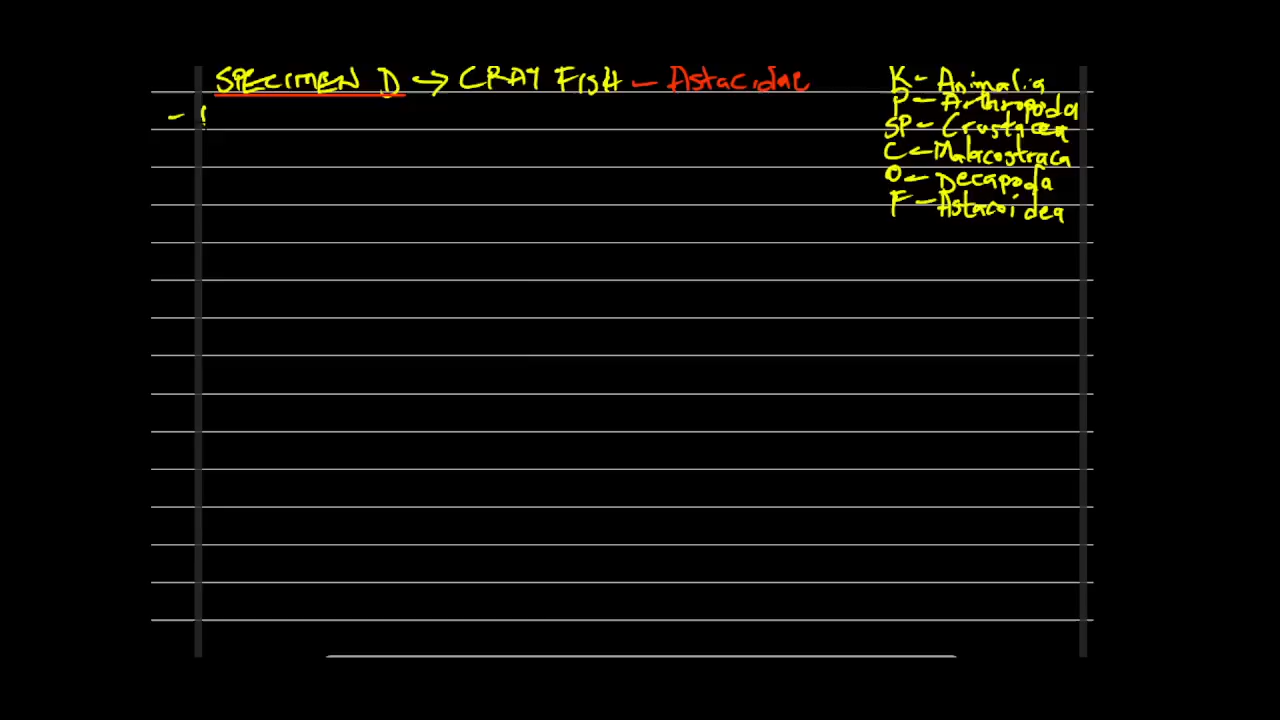 SPECIMEN D → CRAY FISH – Astacidae
K – Animalia
P – Arthropoda
SP – Crustacea
C – Malacostraca
O – Decapoda
F – Astacoidea
–